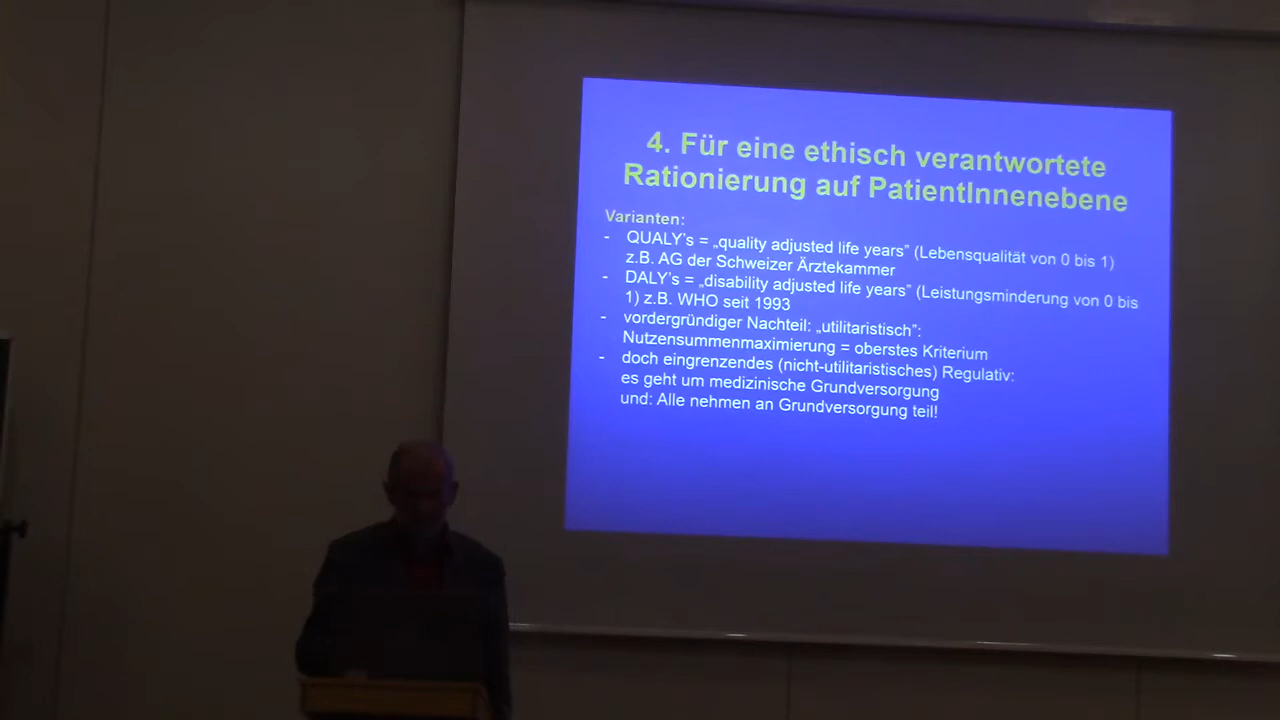 4. Für eine ethisch verantwortete
Rationierung auf PatientInnenebene
Varianten:
- QUALY's = „quality adjusted life years” (Lebensqualität von 0 bis 1)
z.B. AG der Schweizer Ärztekammer
- DALY's = „disability adjusted life years” (Leistungsminderung von 0 bis
1) z.B. WHO seit 1993
- vordergründiger Nachteil: „utilitaristisch”:
Nutzensummenmaximierung = oberstes Kriterium
- doch eingrenzendes (nicht-utilitaristisches) Regulativ:
es geht um medizinische Grundversorgung
und: Alle nehmen an Grundversorgung teil!